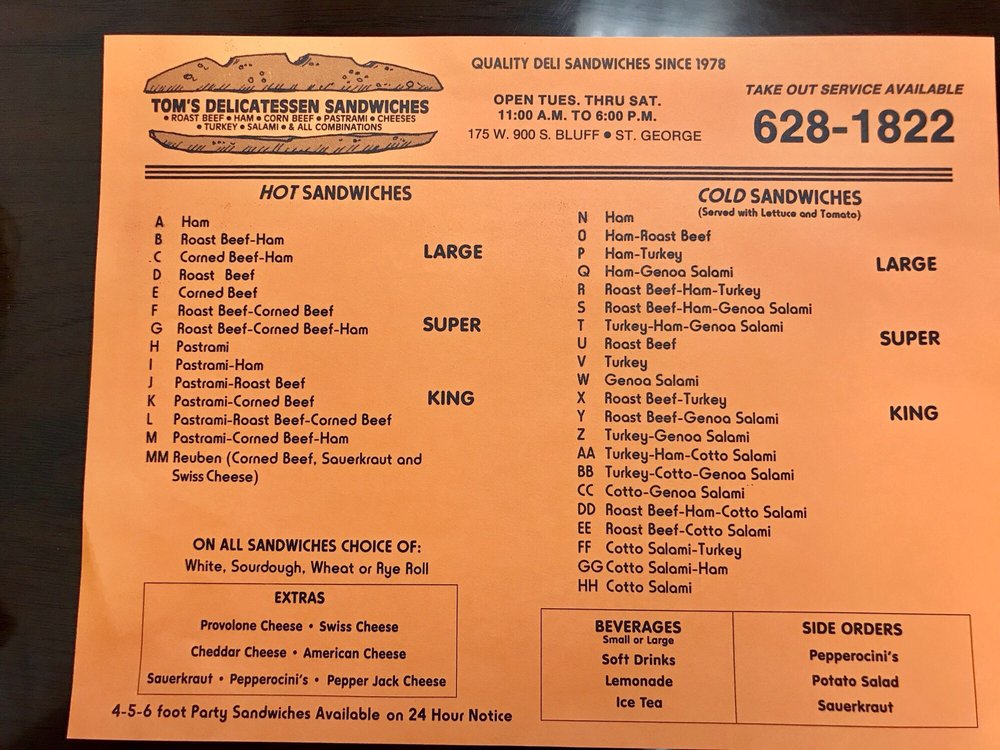 QUALITY DELI SANDWICHES SINCE 1978
TOM'S DELICATESSEN SANDWICHES
• ROAST BEEF • HAM • CORN BEEF • PASTRAMI • CHEESES
• TURKEY • SALAMI • & ALL COMBINATIONS
OPEN TUES. THRU SAT.
11:00 A.M. TO 6:00 P.M.
175 W. 900 S. BLUFF • ST. GEORGE
TAKE OUT SERVICE AVAILABLE
628-1822
HOT SANDWICHES
A Ham
B Roast Beef-Ham
C Corned Beef-Ham
D Roast Beef
E Corned Beef
F Roast Beef-Corned Beef
G Roast Beef-Corned Beef-Ham
H Pastrami
I Pastrami-Ham
J Pastrami-Roast Beef
K Pastrami-Corned Beef
L Pastrami-Roast Beef-Corned Beef
M Pastrami-Corned Beef-Ham
MM Reuben (Corned Beef, Sauerkraut and
Swiss Cheese)
LARGE
SUPER
KING
COLD SANDWICHES
(Served with Lettuce and Tomato)
N Ham
O Ham-Roast Beef
P Ham-Turkey
Q Ham-Genoa Salami
R Roast Beef-Ham-Turkey
S Roast Beef-Ham-Genoa Salami
T Turkey-Ham-Genoa Salami
U Roast Beef
V Turkey
W Genoa Salami
X Roast Beef-Turkey
Y Roast Beef-Genoa Salami
Z Turkey-Genoa Salami
AA Turkey-Ham-Cotto Salami
BB Turkey-Cotto-Genoa Salami
CC Cotto-Genoa Salami
DD Roast Beef-Ham-Cotto Salami
EE Roast Beef-Cotto Salami
FF Cotto Salami-Turkey
GG Cotto Salami-Ham
HH Cotto Salami
LARGE
SUPER
KING
ON ALL SANDWICHES CHOICE OF:
White, Sourdough, Wheat or Rye Roll
EXTRAS
Provolone Cheese • Swiss Cheese
Cheddar Cheese • American Cheese
Sauerkraut • Pepperocini's • Pepper Jack Cheese
4-5-6 foot Party Sandwiches Available on 24 Hour Notice
BEVERAGES
Small or Large
Soft Drinks
Lemonade
Ice Tea
SIDE ORDERS
Pepperocini's
Potato Salad
Sauerkraut